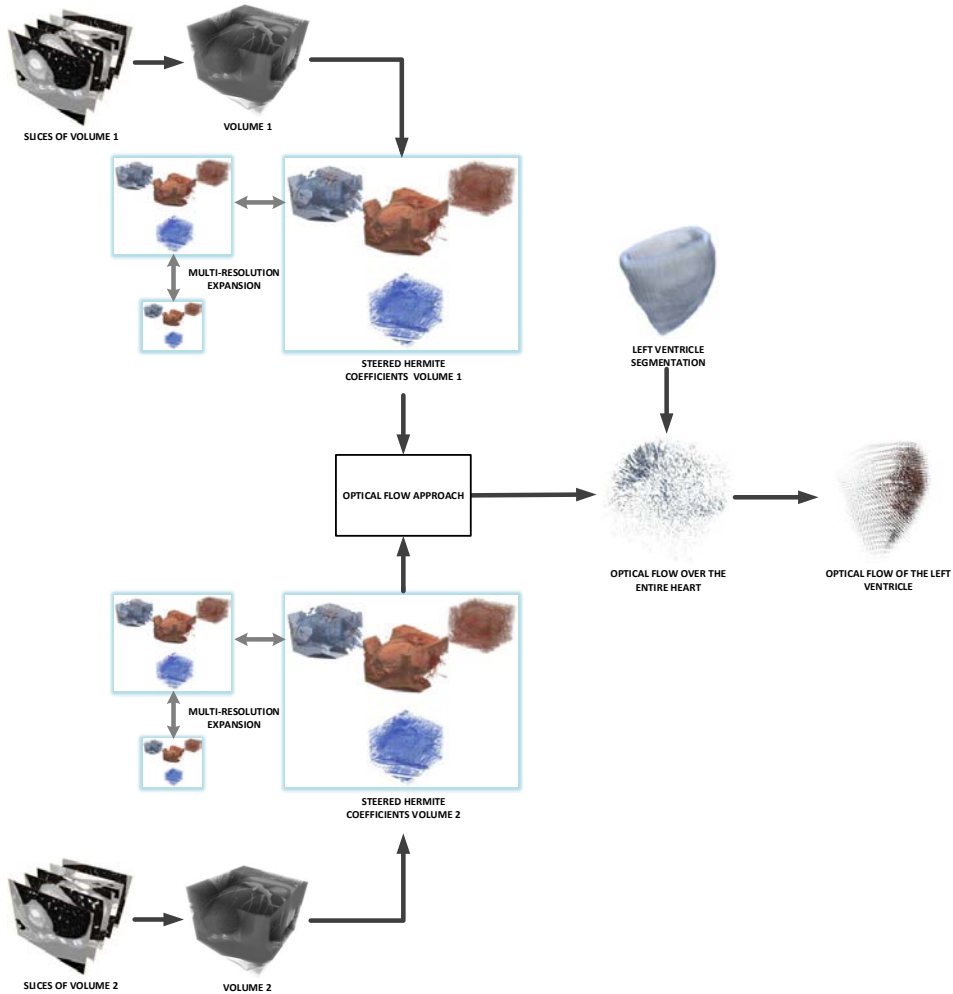 SLICES OF VOLUME 1
VOLUME 1
MULTI-RESOLUTION
EXPANSION
STEERED HERMITE
COEFFICIENTS VOLUME 1
LEFT VENTRICLE
SEGMENTATION
OPTICAL FLOW APPROACH
OPTICAL FLOW OVER THE
ENTIRE HEART
OPTICAL FLOW OF THE LEFT
VENTRICLE
MULTI-RESOLUTION
EXPANSION
STEERED HERMITE
COEFFICIENTS VOLUME 2
SLICES OF VOLUME 2
VOLUME 2